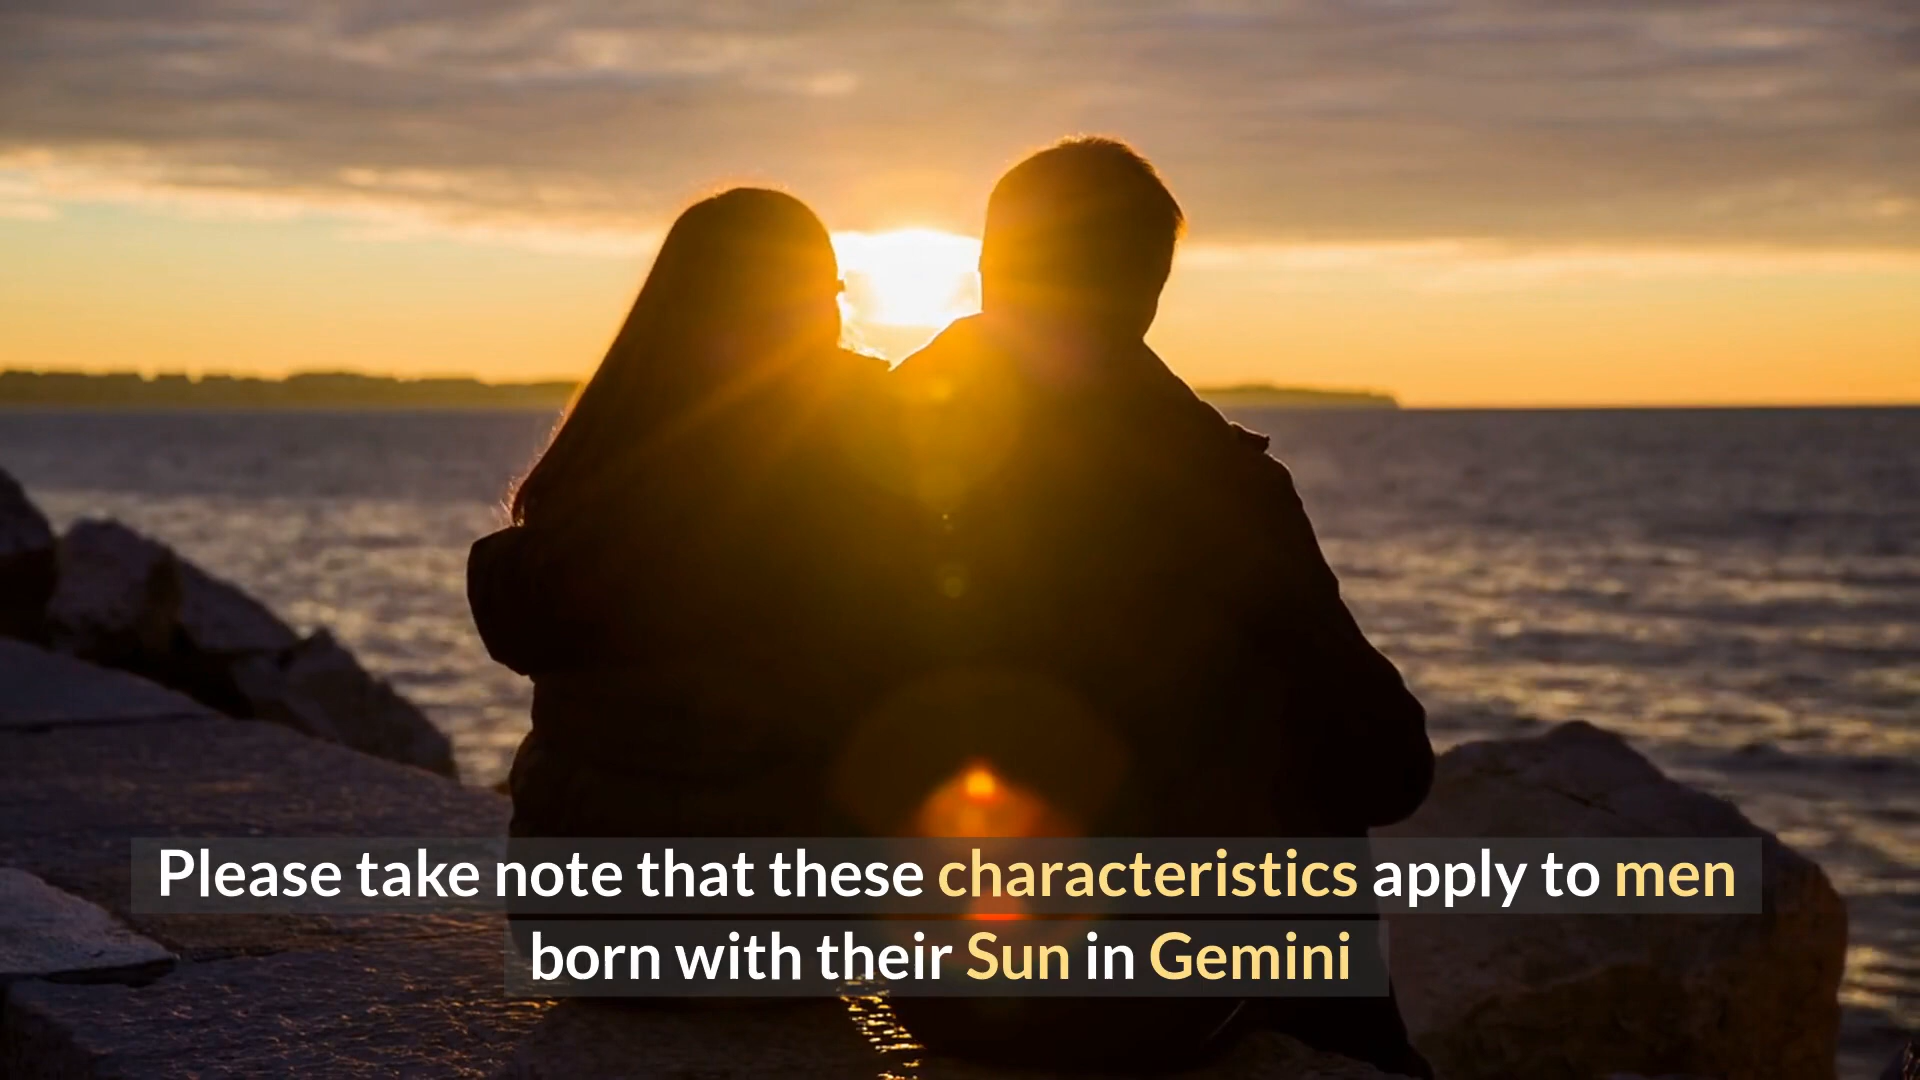 Please take note that these characteristics apply to men
born with their Sun in Gemini